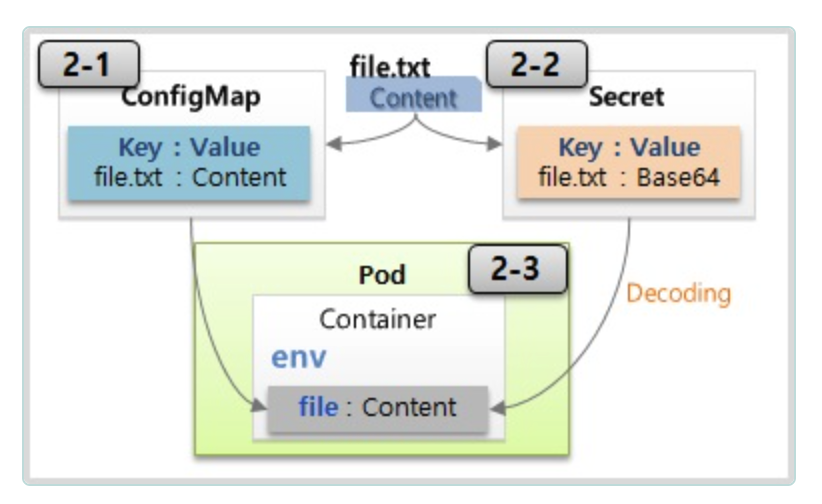 2-1
ConfigMap
Key : Value
file.txt : Content
file.txt
Content
2-2
Secret
Key : Value
file.txt : Base64
2-3
Pod
Container
env
file : Content
Decoding